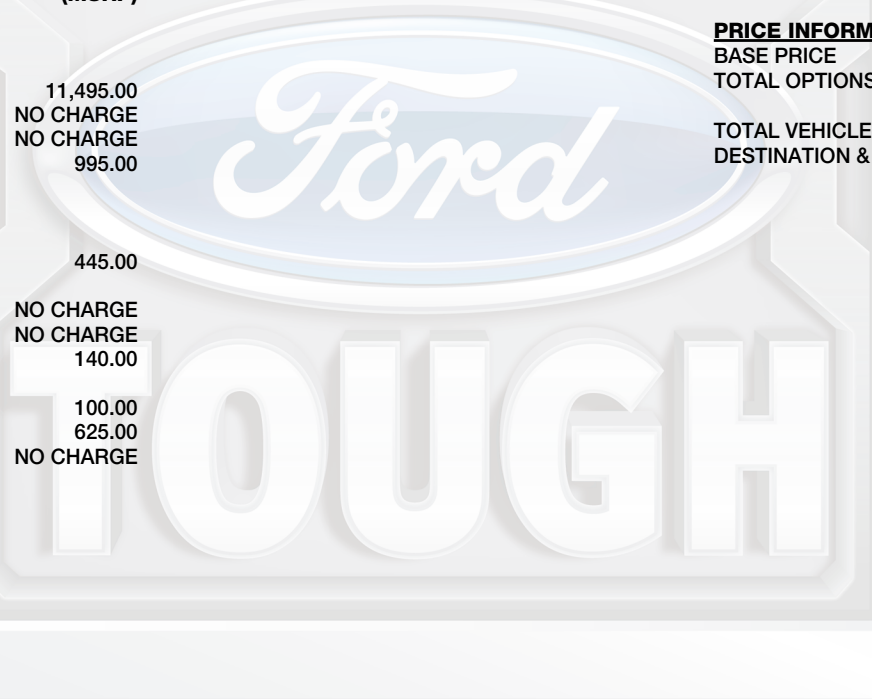 (MSRP)
11,495.00
NO CHARGE
NO CHARGE
995.00
445.00
NO CHARGE
NO CHARGE
140.00
100.00
625.00
NO CHARGE
PRICE INFORM
BASE PRICE
TOTAL OPTIONS
TOTAL VEHICLE
DESTINATION &
Ford
TOUGH